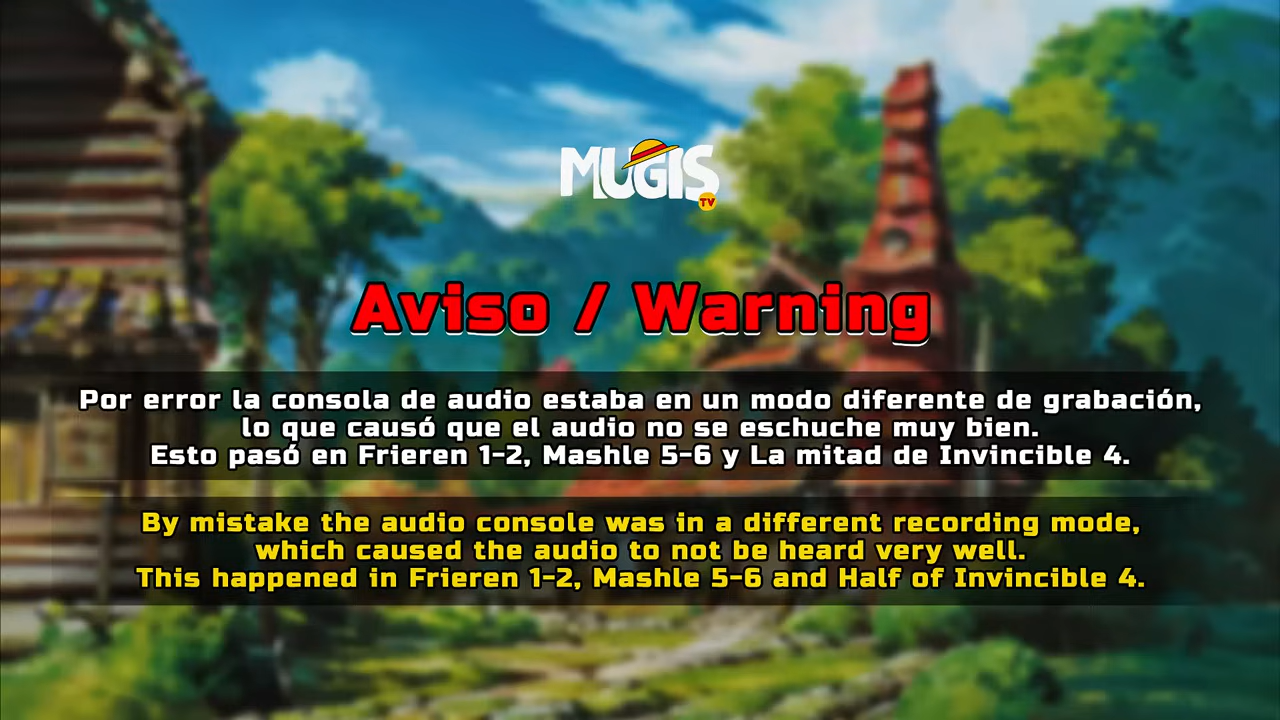 MUGIS
TV
Aviso / Warning
Por error la consola de audio estaba en un modo diferente de grabación,
lo que causó que el audio no se eschuche muy bien.
Esto pasó en Frieren 1-2, Mashle 5-6 y La mitad de Invincible 4.
By mistake the audio console was in a different recording mode,
which caused the audio to not be heard very well.
This happened in Frieren 1-2, Mashle 5-6 and Half of Invincible 4.